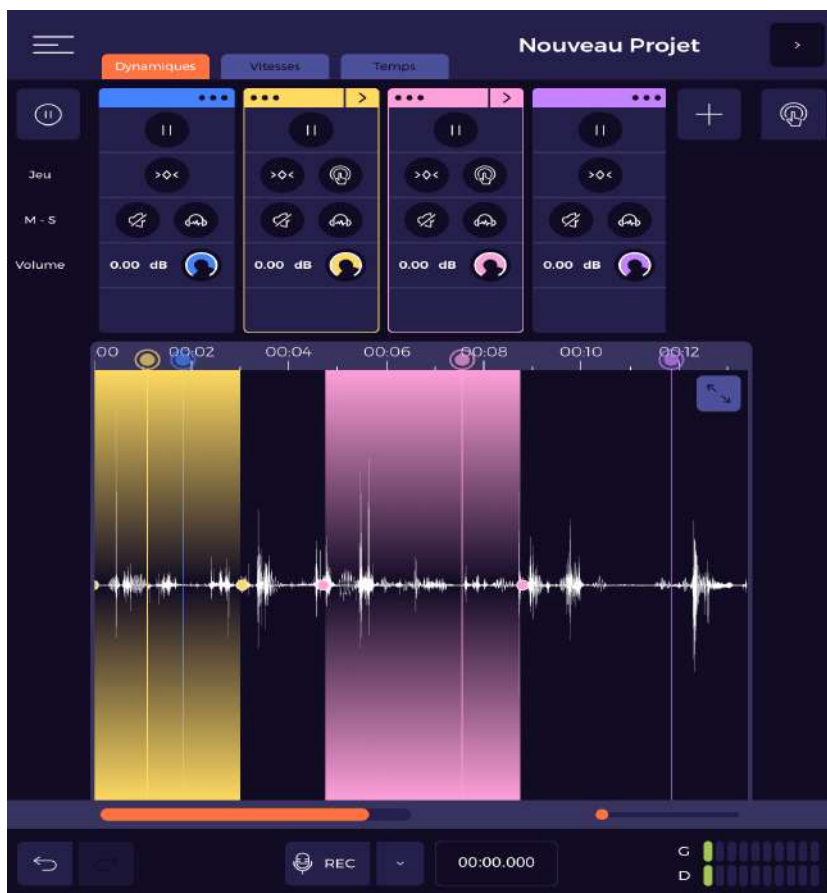 Nouveau Projet
Dynamiques Vitesses Temps
Jeu
M - S
Volume 0.00 dB 0.00 dB 0.00 dB 0.00 dB
00 00:02 00:04 00:06 00:08 00:10 00:12
REC 00:00.000
G
D